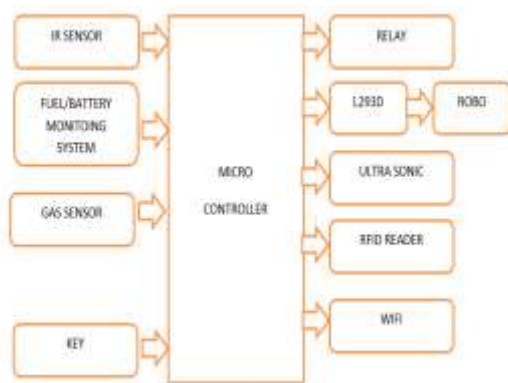 IR SENSOR
FUEL/BATTERY
MONITOING
SYSTEM
GAS SENSOR
KEY
MICRO
CONTROLLER
RELAY
L293D
ROBO
ULTRA SONIC
RFID READER
WIFI